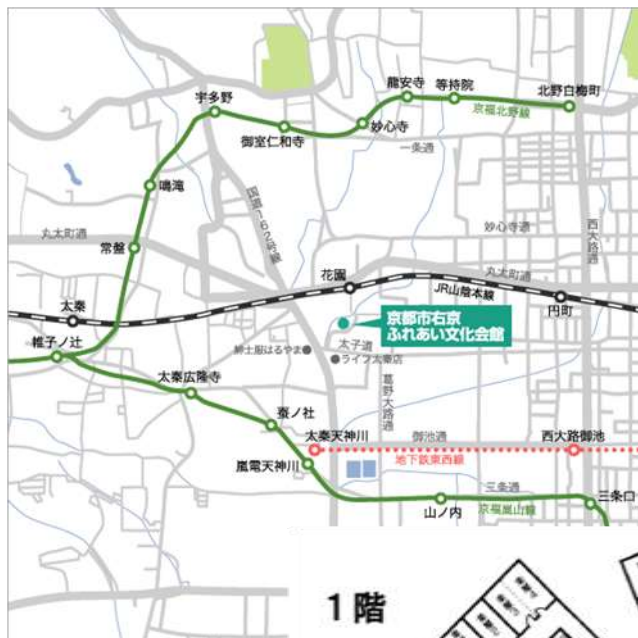 龍安寺
等持院
北野白梅町
宇多野
京福北野線
妙心寺
御室仁和寺
一条通
鳴滝
国道162号線
妙心寺通
西大路通
丸太町通
常盤
花園
丸太町通
JR山陰本線
太秦
円町
京都市右京
ふれあい文化会館
帷子ノ辻
紳士服はるやま
太子道
ライフ太秦店
太秦広隆寺
葛野大路通
蚕ノ社
太秦天神川
御池通
西大路御池
地下鉄東西線
嵐電天神川
三条通
三条口
山ノ内
京福嵐山線
1階